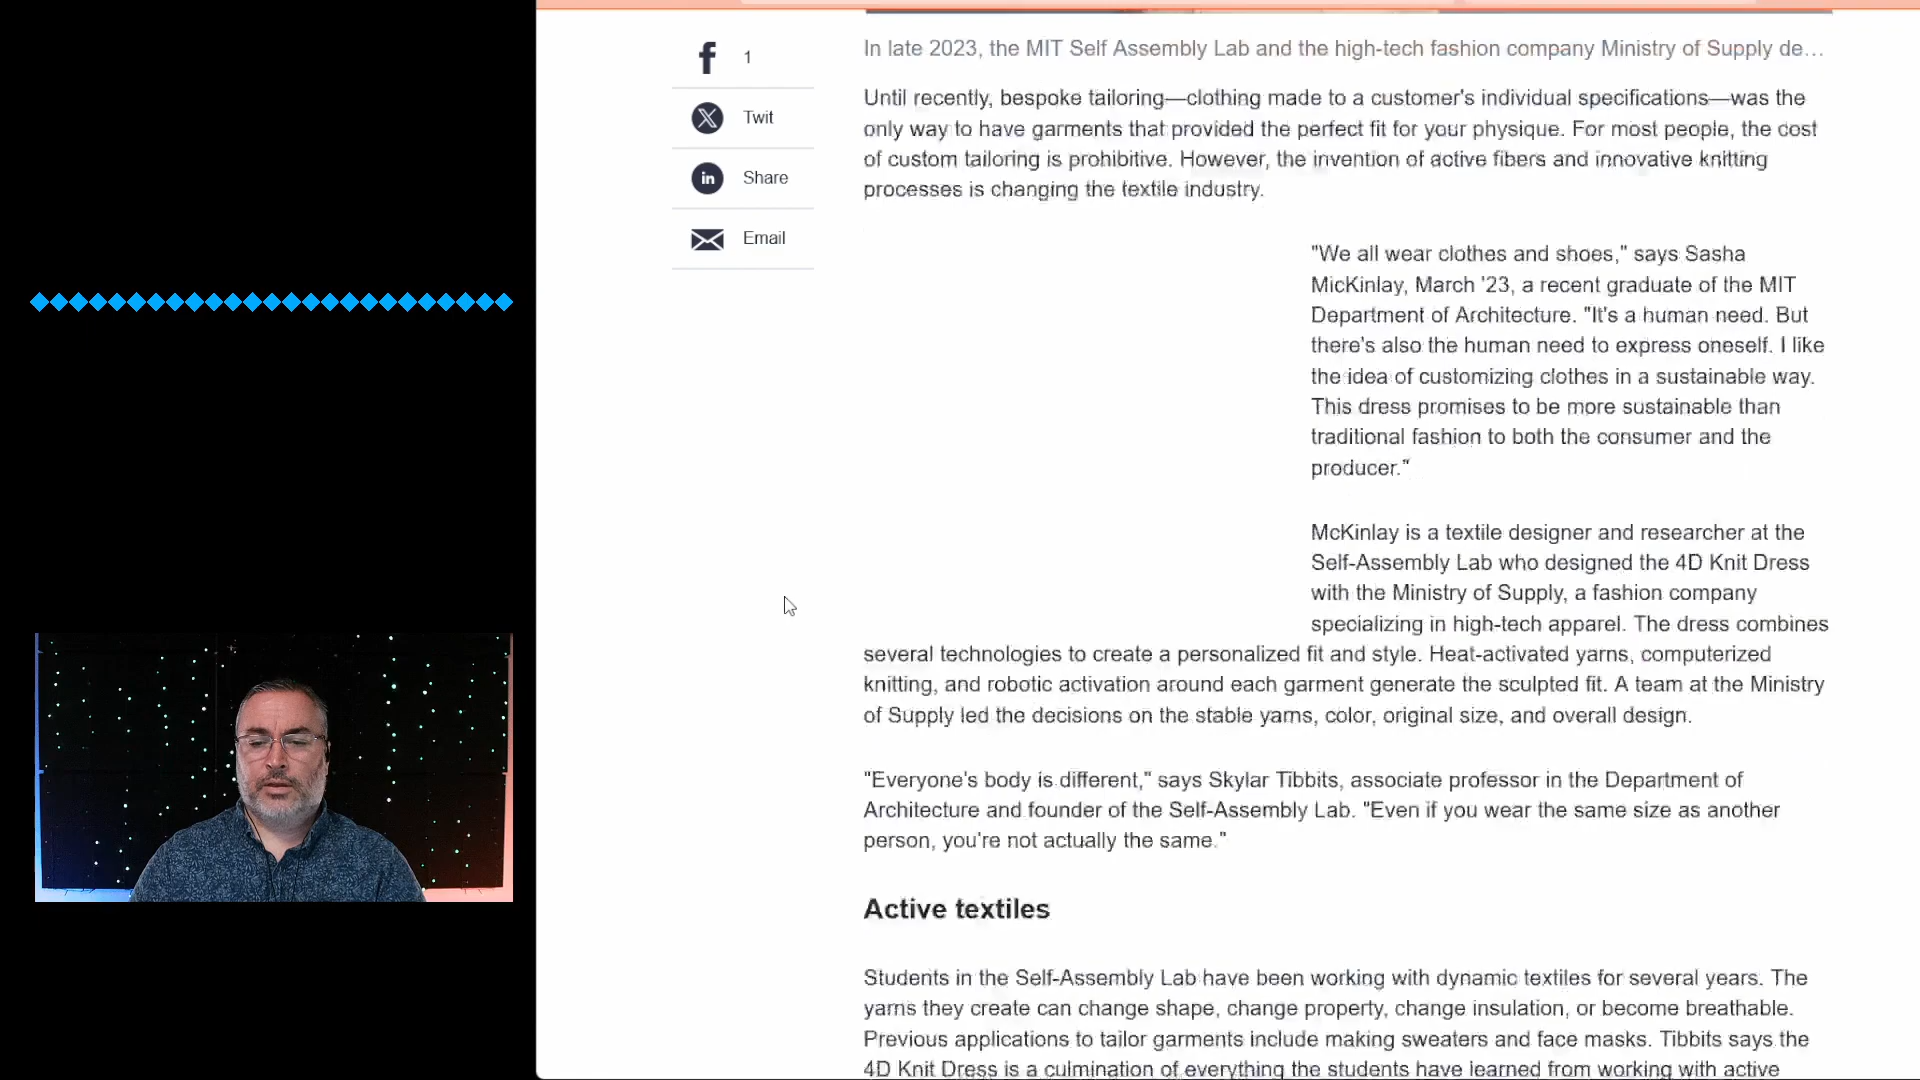 1
Twit
Share
Email
In late 2023, the MIT Self Assembly Lab and the high-tech fashion company Ministry of Supply de…
Until recently, bespoke tailoring—clothing made to a customer's individual specifications—was the
only way to have garments that provided the perfect fit for your physique. For most people, the cost
of custom tailoring is prohibitive. However, the invention of active fibers and innovative knitting
processes is changing the textile industry.
"We all wear clothes and shoes," says Sasha
McKinlay, March '23, a recent graduate of the MIT
Department of Architecture. "It's a human need. But
there's also the human need to express oneself. I like
the idea of customizing clothes in a sustainable way.
This dress promises to be more sustainable than
traditional fashion to both the consumer and the
producer."
McKinlay is a textile designer and researcher at the
Self-Assembly Lab who designed the 4D Knit Dress
with the Ministry of Supply, a fashion company
specializing in high-tech apparel. The dress combines
several technologies to create a personalized fit and style. Heat-activated yarns, computerized
knitting, and robotic activation around each garment generate the sculpted fit. A team at the Ministry
of Supply led the decisions on the stable yarns, color, original size, and overall design.
"Everyone's body is different," says Skylar Tibbits, associate professor in the Department of
Architecture and founder of the Self-Assembly Lab. "Even if you wear the same size as another
person, you're not actually the same."
Active textiles
Students in the Self-Assembly Lab have been working with dynamic textiles for several years. The
yarns they create can change shape, change property, change insulation, or become breathable.
Previous applications to tailor garments include making sweaters and face masks. Tibbits says the
4D Knit Dress is a culmination of everything the students have learned from working with active